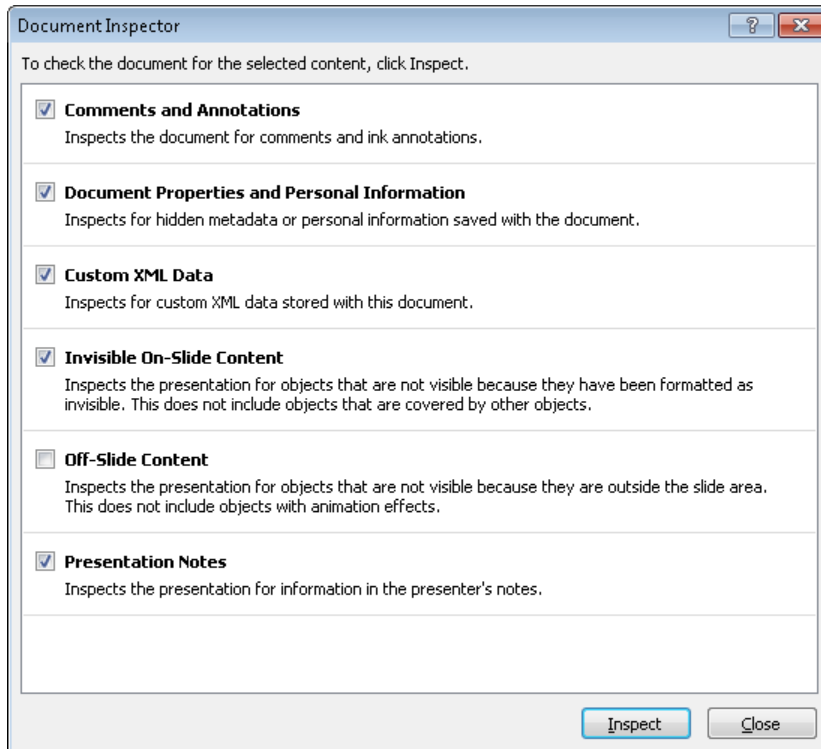 Document Inspector
To check the document for the selected content, click Inspect.
Comments and Annotations
Inspects the document for comments and ink annotations.
Document Properties and Personal Information
Inspects for hidden metadata or personal information saved with the document.
Custom XML Data
Inspects for custom XML data stored with this document.
Invisible On-Slide Content
Inspects the presentation for objects that are not visible because they have been formatted as
invisible. This does not include objects that are covered by other objects.
Off-Slide Content
Inspects the presentation for objects that are not visible because they are outside the slide area.
This does not include objects with animation effects.
Presentation Notes
Inspects the presentation for information in the presenter's notes.
Inspect Close